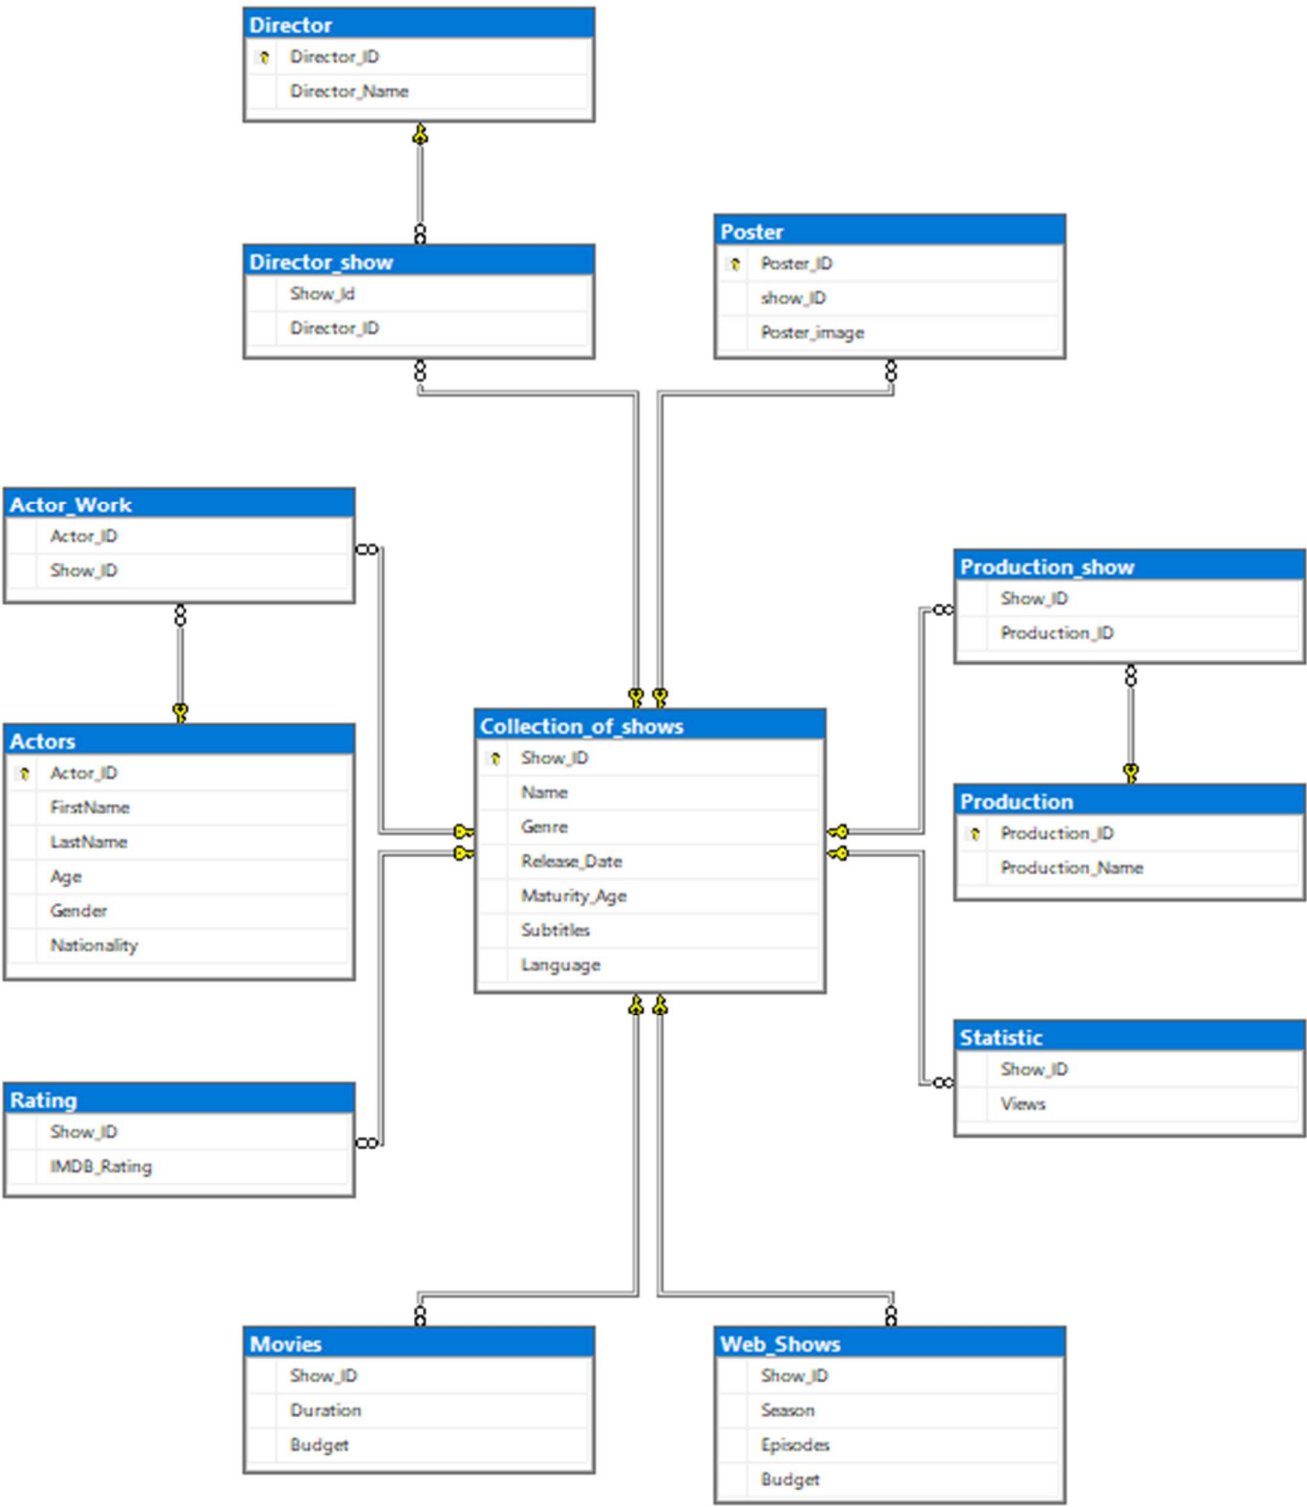 Director
Director_ID
Director_Name
Director_show
Show_Id
Director_ID
Poster
Poster_ID
show_ID
Poster_image
Actor_Work
Actor_ID
Show_ID
Production_show
Show_ID
Production_ID
Actors
Actor_ID
FirstName
LastName
Age
Gender
Nationality
Collection_of_shows
Show_ID
Name
Genre
Release_Date
Maturity_Age
Subtitles
Language
Production
Production_ID
Production_Name
Statistic
Show_ID
Views
Rating
Show_ID
IMDB_Rating
Movies
Show_ID
Duration
Budget
Web_Shows
Show_ID
Season
Episodes
Budget